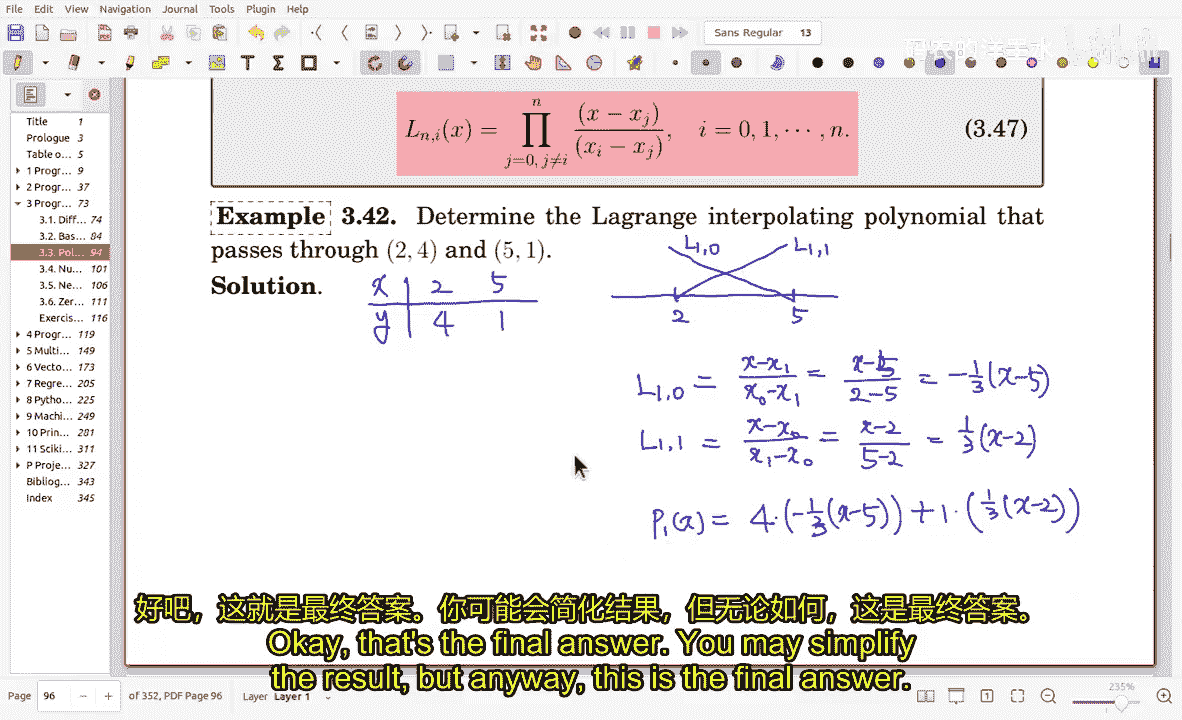 File Edit View Navigation Journal Tools Plugin Help
Sans Regular 13
Title 1
Prologue 3
Table o... 5
1 Progr... 9
2 Progr... 37
3 Progr... 73
3.1. Diff... 74
3.2. Bas... 84
3.3. Pol... 94
3.4. Nu... 101
3.5. Ne... 106
3.6. Zer... 111
Exercis... 116
4 Progr... 119
5 Multi... 149
6 Vecto... 173
7 Regre... 205
8 Pytho... 225
9 Machi... 249
10 Prin... 281
11 Sciki... 311
P Proje... 327
Bibliog... 343
Index 345
L_{n,i}(x) = ∏_{j=0, j≠i}^{n} (x − x_j)/(x_i − x_j), i = 0, 1, ⋯ , n. (3.47)
Example 3.42. Determine the Lagrange interpolating polynomial that
passes through (2, 4) and (5, 1).
Solution.
x 2 5
y 4 1
L1,0 L1,1
2 5
L1,0 = (x-x₁)/(x₀-x₁) = (x-5)/(2-5) = -1/3(x-5)
L1,1 = (x-x₀)/(x₁-x₀) = (x-2)/(5-2) = 1/3(x-2)
P₁(x) = 4·(-1/3(x-5)) + 1·(1/3(x-2))
好吧，这就是最终答案。你可能会简化结果，但无论如何，这是最终答案。
Okay, that's the final answer. You may simplify
the result, but anyway, this is the final answer.
Page 96 of 352, PDF Page 96 Layer Layer 1 235%